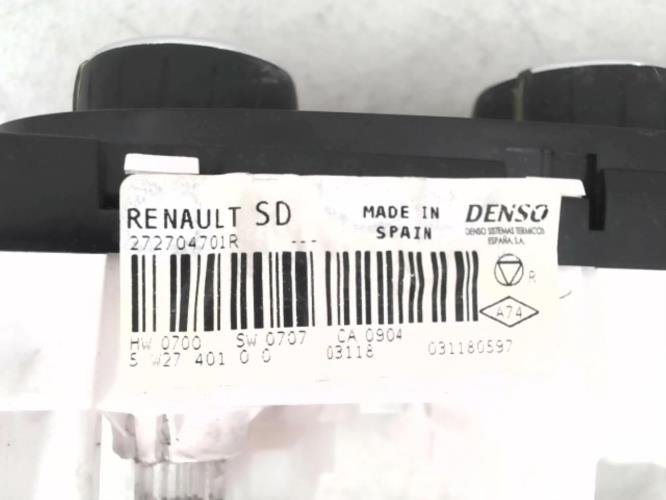 RENAULT SD MADE IN SPAIN DENSO
DENSO SISTEMAS TERMICOS ESPAÑA, S.A.
272704701R ---
R
A74
HW 0700 SW 0707 CA 0904
5 W27 401 0 0 03118 031180597